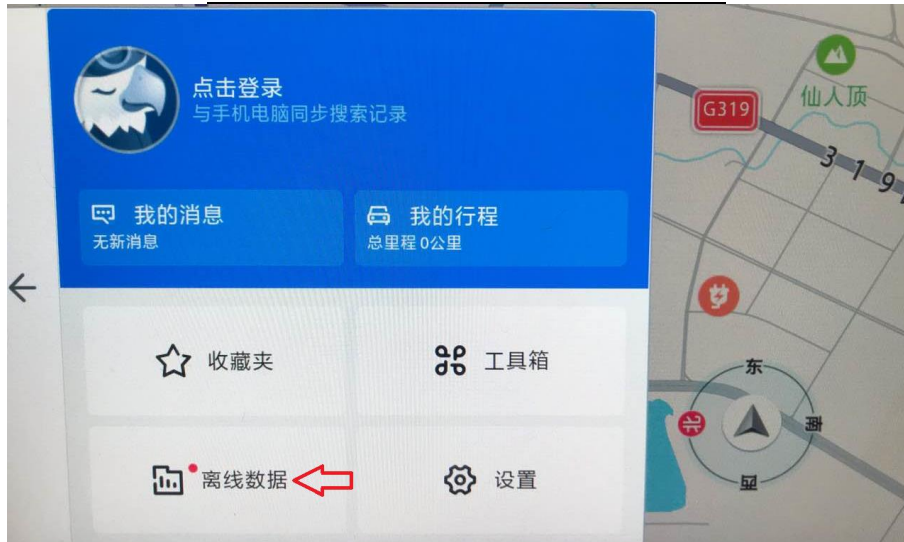 点击登录
与手机电脑同步搜索记录
我的消息
无新消息
我的行程
总里程 0公里
收藏夹
工具箱
离线数据
设置
仙人顶
G319
319
东
南
西
北